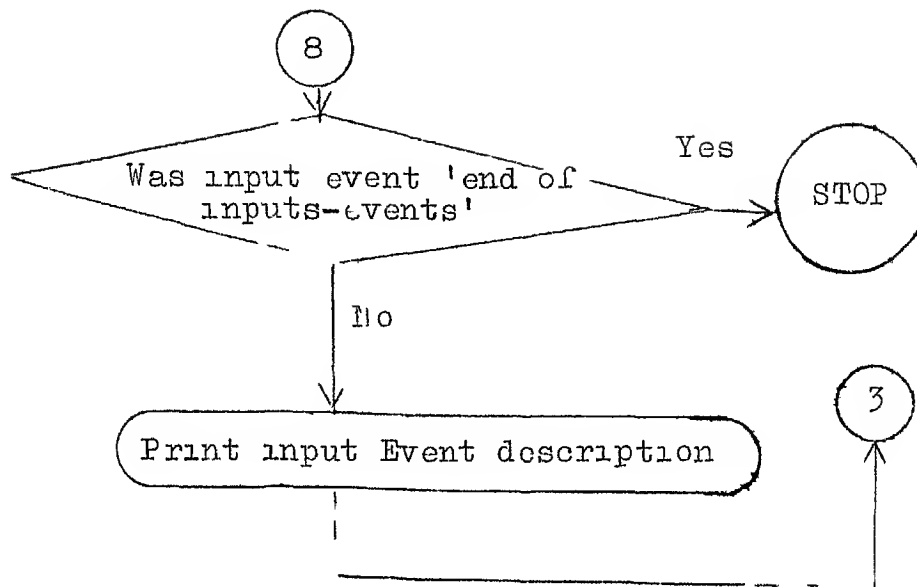 8
Was input event 'end of
inputs-events'
Yes
STOP
No
3
Print input Event description